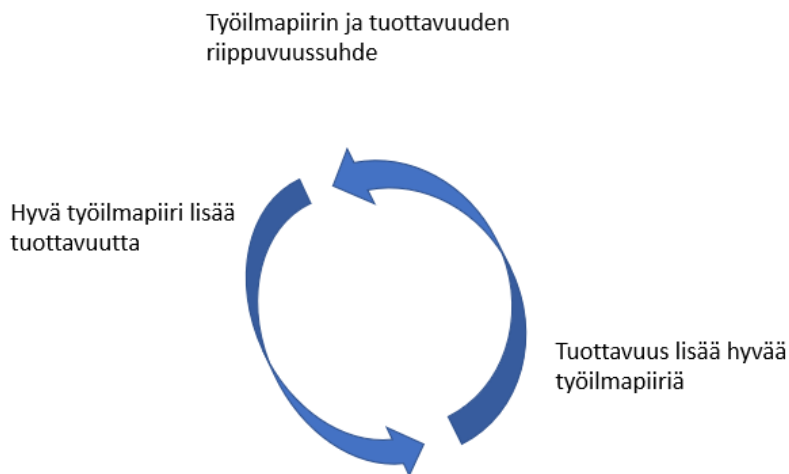 Työilmapiirin ja tuottavuuden
riippuvuussuhde
Hyvä työilmapiiri lisää
tuottavuutta
Tuottavuus lisää hyvää
työilmapiiriä